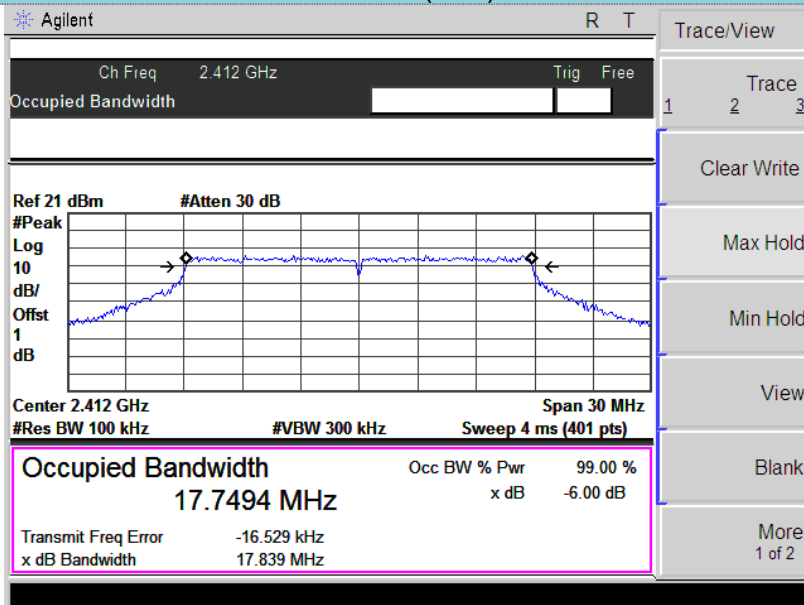 Agilent R T
Ch Freq 2.412 GHz Trig Free
Occupied Bandwidth
Ref 21 dBm #Atten 30 dB
#Peak
Log
10
dB/
Offst
1
dB
Center 2.412 GHz Span 30 MHz
#Res BW 100 kHz #VBW 300 kHz Sweep 4 ms (401 pts)
Occupied Bandwidth Occ BW % Pwr 99.00 %
17.7494 MHz x dB -6.00 dB
Transmit Freq Error -16.529 kHz
x dB Bandwidth 17.839 MHz
Trace/View
Trace
1 2 3
Clear Write
Max Hold
Min Hold
View
Blank
More
1 of 2